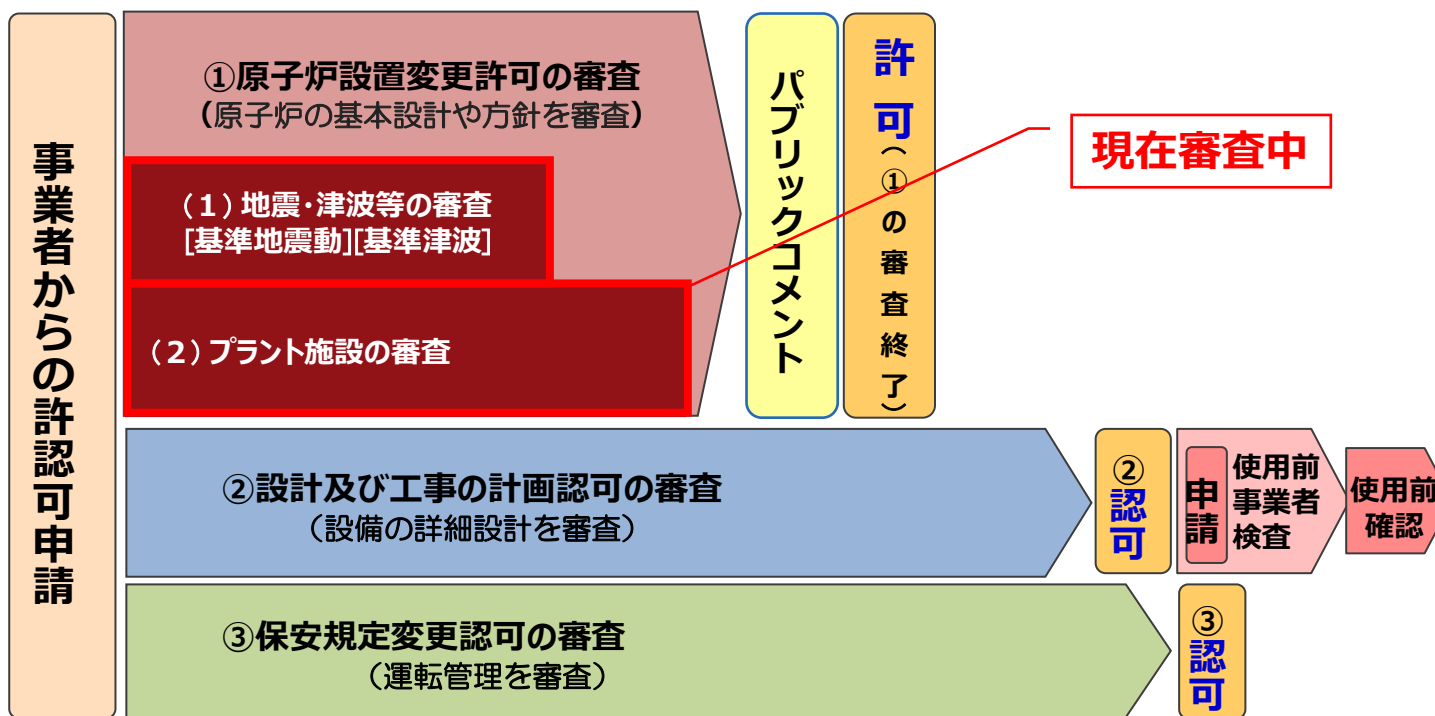 事業者からの許認可申請
①原子炉設置変更許可の審査
（原子炉の基本設計や方針を審査）
（１）地震・津波等の審査
[基準地震動][基準津波]
（２）プラント施設の審査
パブリックコメント
許可（①の審査終了）
現在審査中
②設計及び工事の計画認可の審査
（設備の詳細設計を審査）
②認可
申請
使用前
事業者
検査
使用前
確認
③保安規定変更認可の審査
（運転管理を審査）
③認可